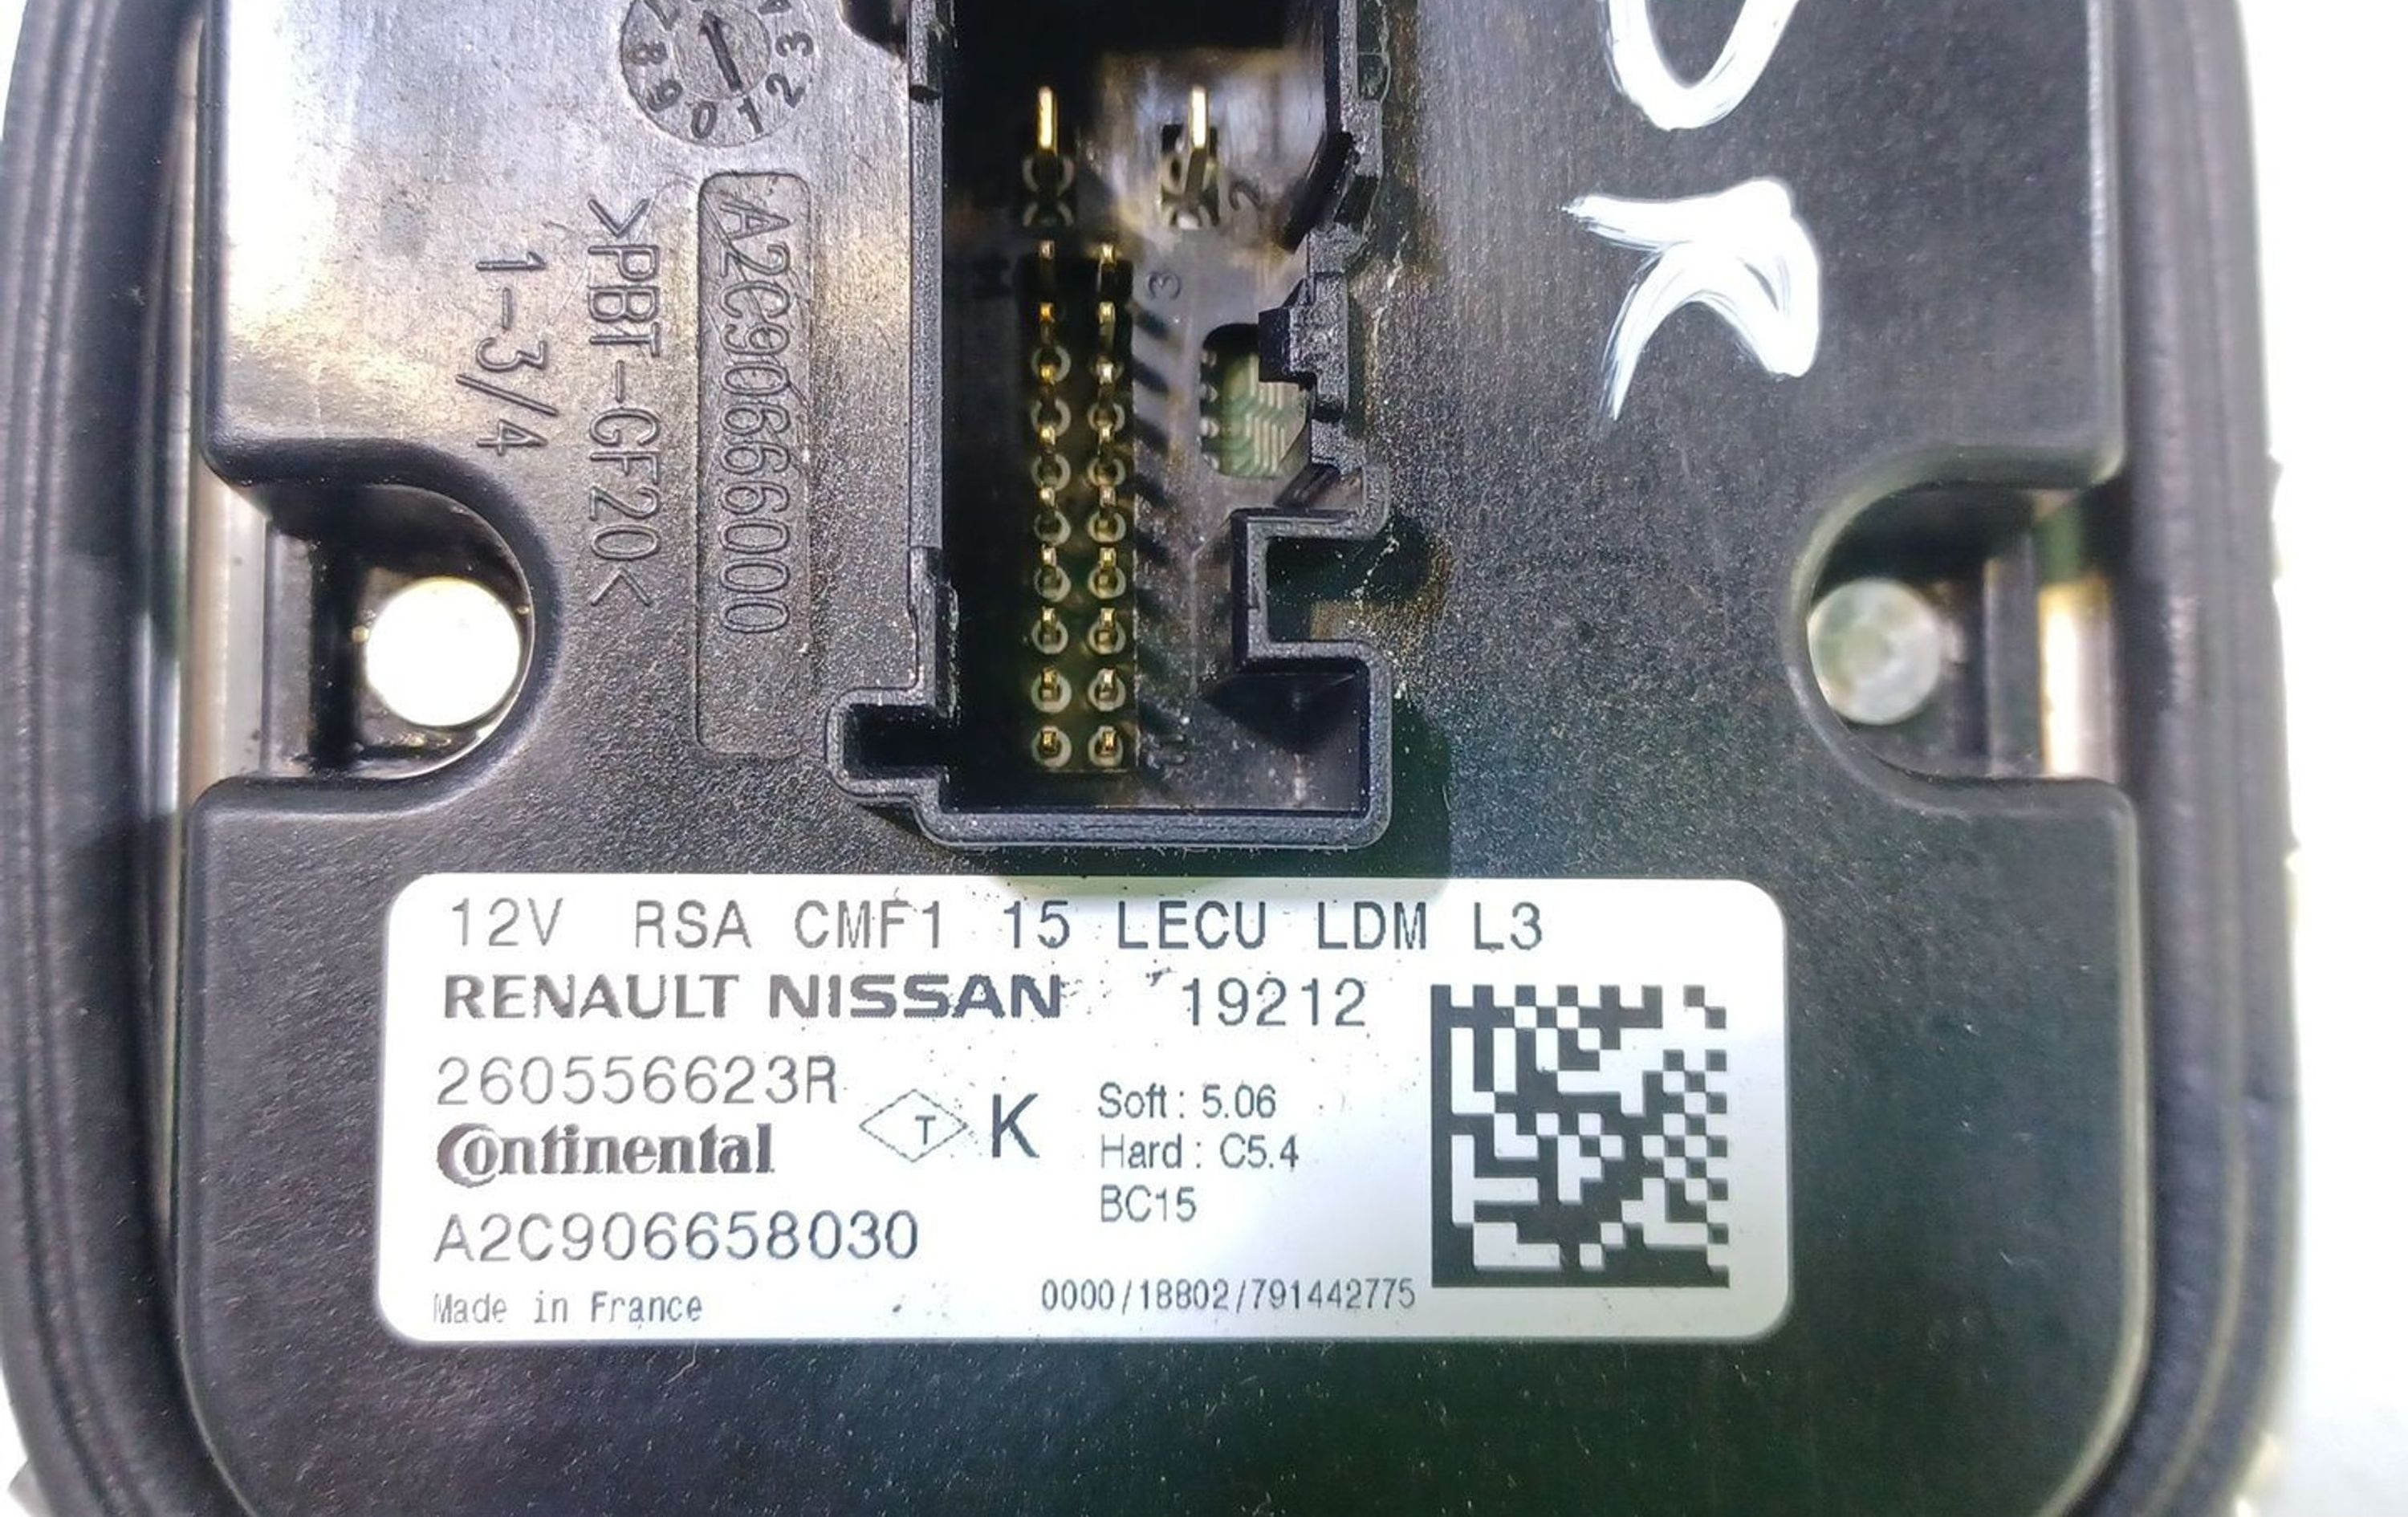 A2C90666000
>PBT-GF20<
1-3/4
12V RSA CMF1 15 LECU LDM L3
RENAULT NISSAN 19212
260556623R
Continental
T K
Soft : 5.06
Hard : C5.4
BC15
A2C906658030
Made in France
0000/18802/791442775